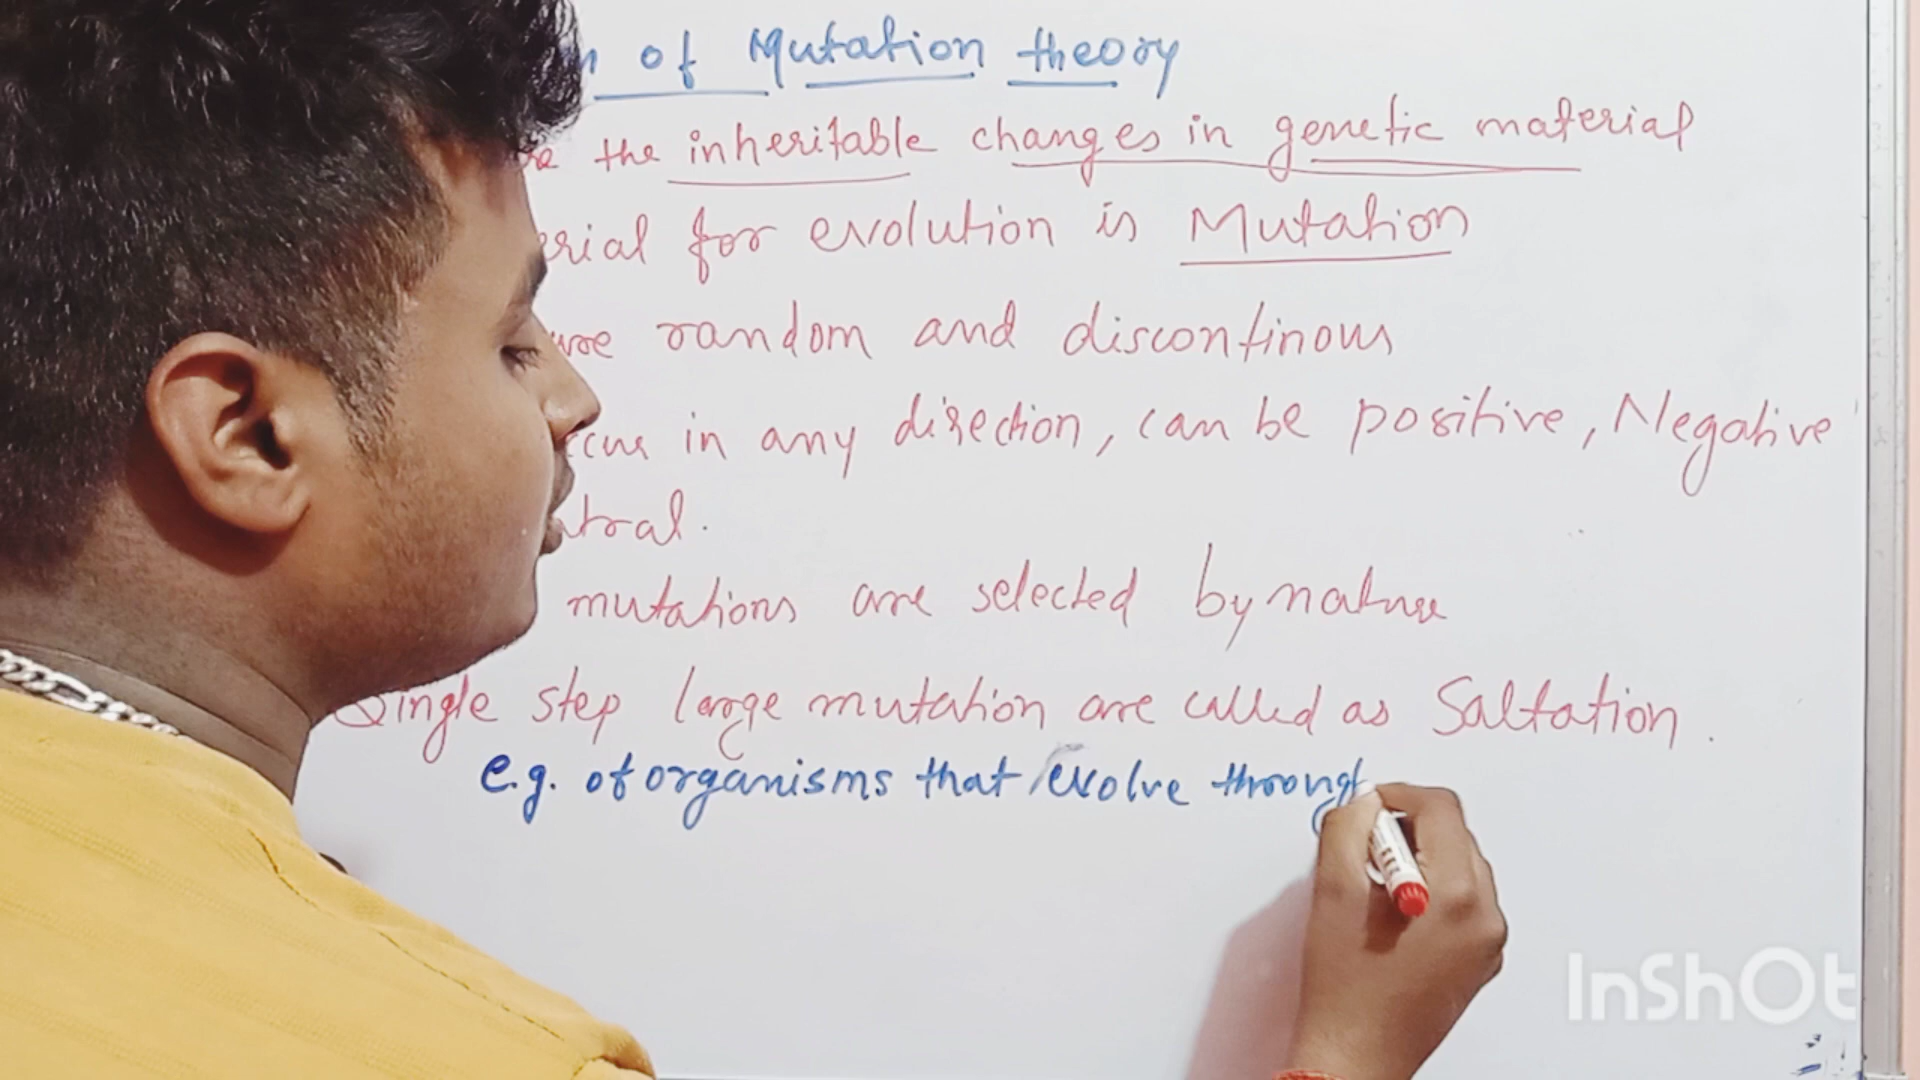 of Mutation theory
the inheritable changes in genetic material
for evolution is Mutation
random and discontinous
in any direction, can be positive, Negative
mutations are selected by nature
Single step large mutation are called as Saltation.
e.g. of organisms that evolve through
InShOt